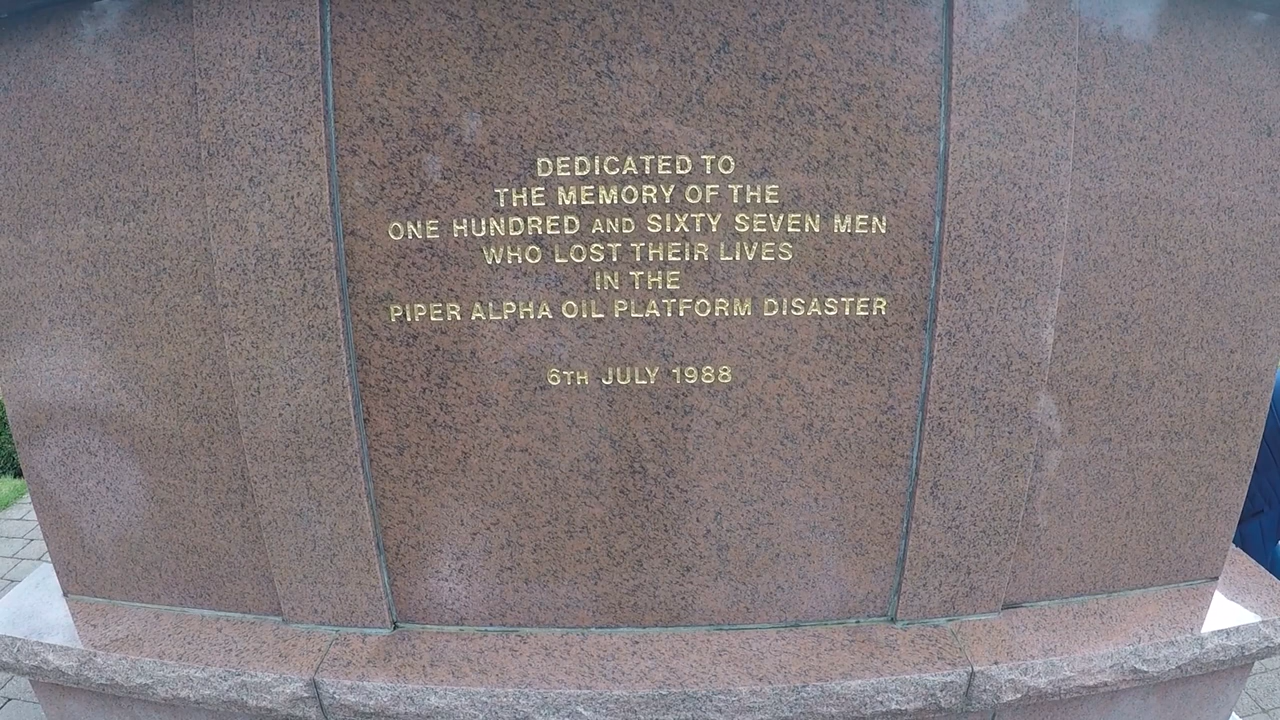 DEDICATED TO
THE MEMORY OF THE
ONE HUNDRED AND SIXTY SEVEN MEN
WHO LOST THEIR LIVES
IN THE
PIPER ALPHA OIL PLATFORM DISASTER
6TH JULY 1988